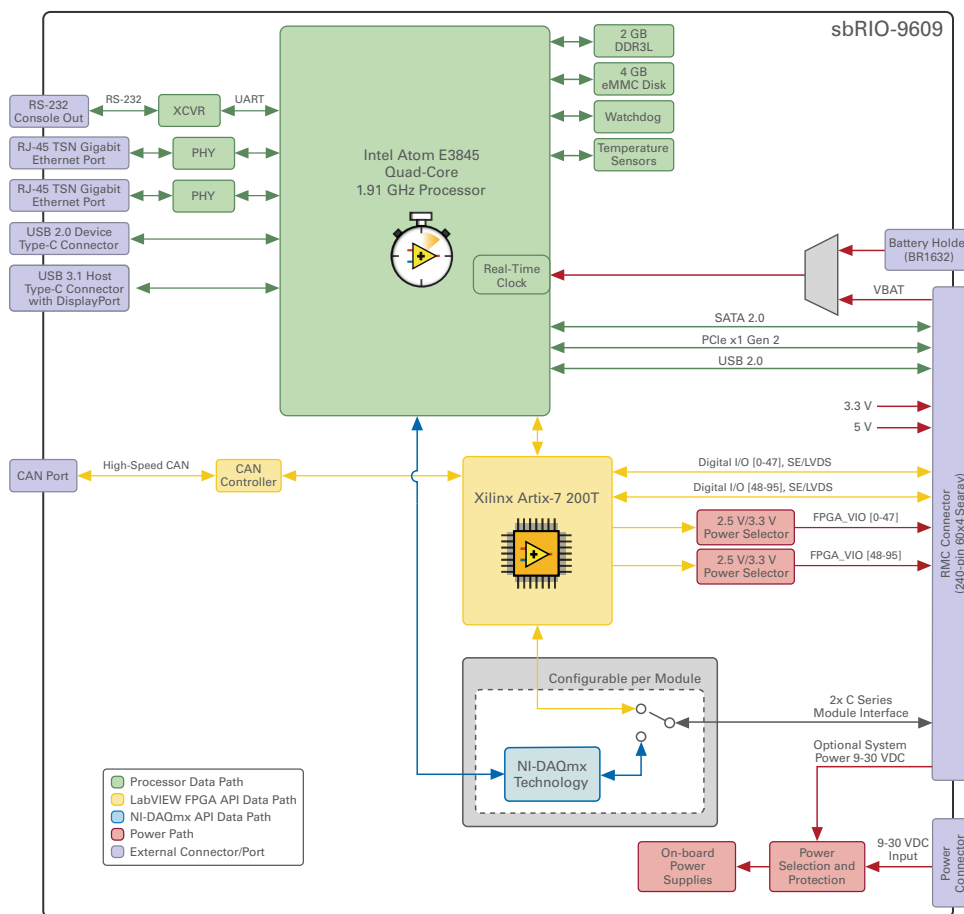 sbRIO-9609
2 GB
DDR3L
4 GB
eMMC Disk
Watchdog
Temperature
Sensors
RS-232
Console Out
RS-232
XCVR
UART
RJ-45 TSN Gigabit
Ethernet Port
PHY
RJ-45 TSN Gigabit
Ethernet Port
PHY
USB 2.0 Device
Type-C Connector
USB 3.1 Host
Type-C Connector
with DisplayPort
Intel Atom E3845
Quad-Core
1.91 GHz Processor
Real-Time
Clock
Battery Holder
(BR1632)
VBAT
SATA 2.0
PCIe x1 Gen 2
USB 2.0
3.3 V
5 V
CAN Port
High-Speed CAN
CAN
Controller
Xilinx Artix-7 200T
Digital I/O [0-47], SE/LVDS
Digital I/O [48-95], SE/LVDS
2.5 V/3.3 V
Power Selector
FPGA_VIO [0-47]
2.5 V/3.3 V
Power Selector
FPGA_VIO [48-95]
RMC Connector
(240-pin 60x4 Searay)
Configurable per Module
NI-DAQmx
Technology
2x C Series
Module Interface
Optional System
Power 9-30 VDC
Processor Data Path
LabVIEW FPGA API Data Path
NI-DAQmx API Data Path
Power Path
External Connector/Port
On-board
Power
Supplies
Power
Selection and
Protection
9-30 VDC
Input
Power
Connector